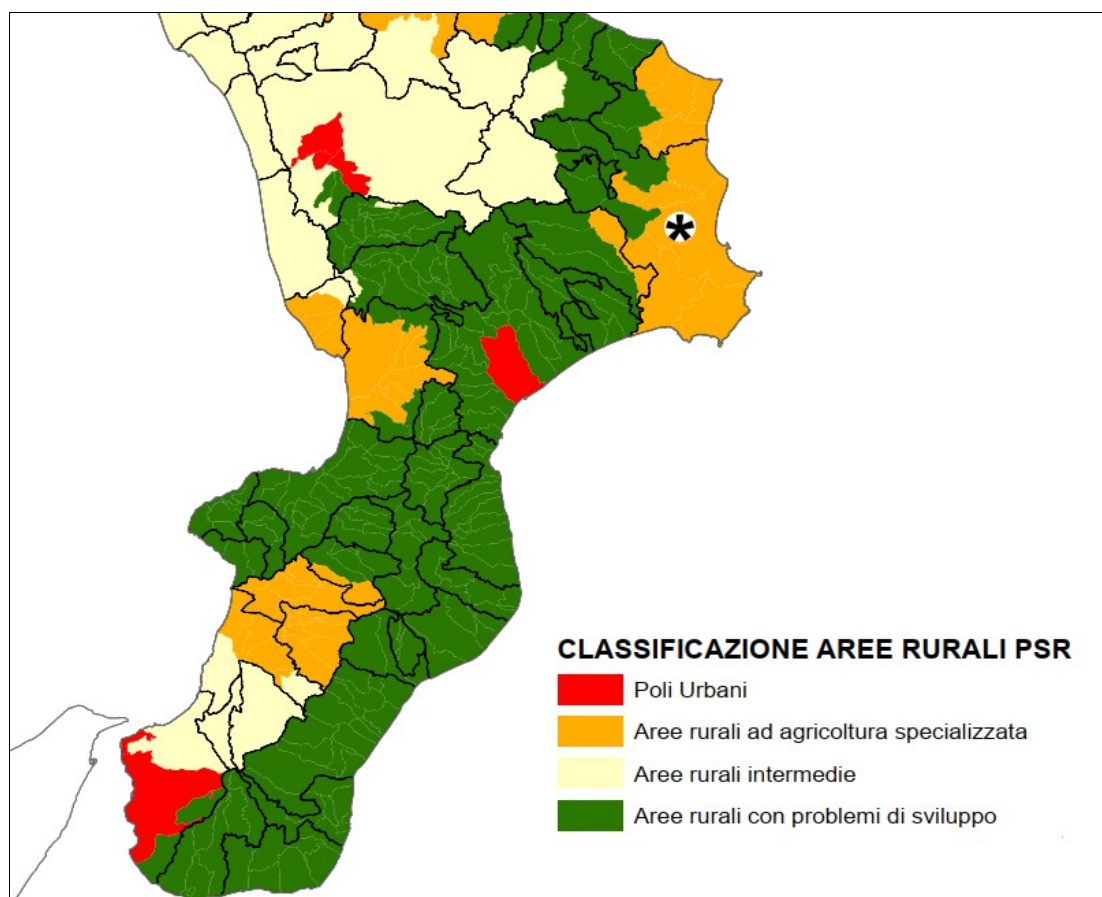 *
CLASSIFICAZIONE AREE RURALI PSR
Poli Urbani
Aree rurali ad agricoltura specializzata
Aree rurali intermedie
Aree rurali con problemi di sviluppo